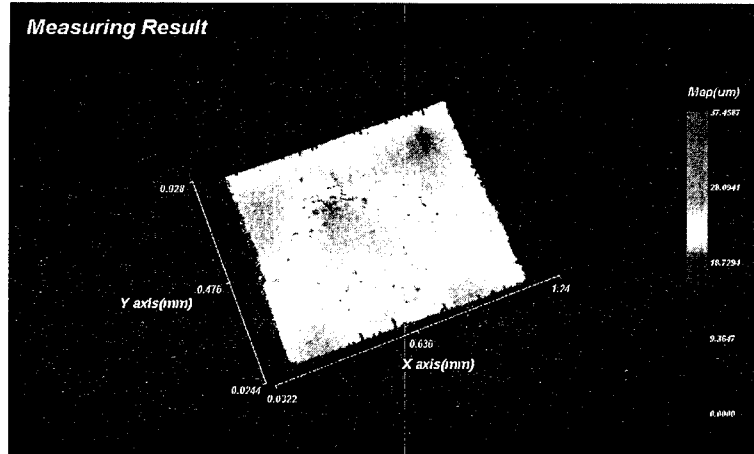 Measuring Result
Map(um)
37.4587
28.0941
18.7294
9.3647
0.0000
0.928
0.476
Y axis(mm)
0.0244
0.0322
0.636
X axis(mm)
1.24